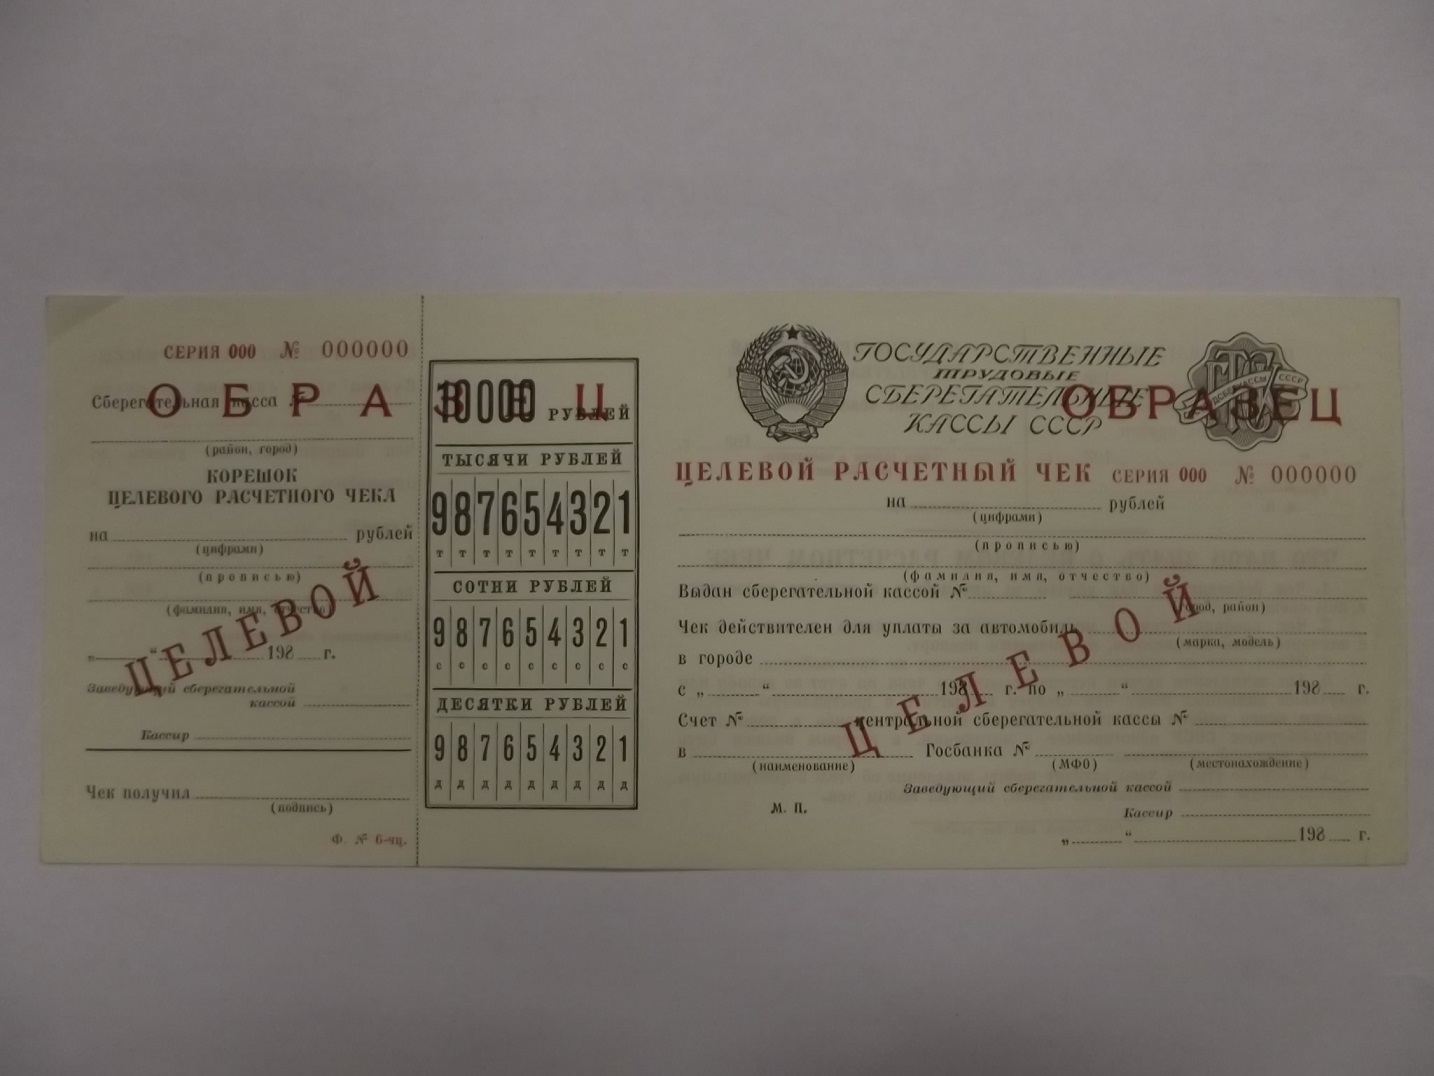 СЕРИЯ 000 № 000000
ОБРАЗЕЦ
Сберегательная касса №
(район, город)
КОРЕШОК
ЦЕЛЕВОГО РАСЧЕТНОГО ЧЕКА
на рублей
(цифрами)
(прописью)
(фамилия, имя, отчество)
ЦЕЛЕВОЙ
„ “ 198 г.
Заведующий сберегательной
кассой
Кассир
Чек получил
(подпись)
Ф. № 6-чц.
10000 РУБЛЕЙ
ТЫСЯЧИ РУБЛЕЙ
9 8 7 6 5 4 3 2 1
т т т т т т т т т
СОТНИ РУБЛЕЙ
9 8 7 6 5 4 3 2 1
с с с с с с с с с
ДЕСЯТКИ РУБЛЕЙ
9 8 7 6 5 4 3 2 1
д д д д д д д д д
ГОСУДАРСТВЕННЫЕ
ТРУДОВЫЕ
СБЕРЕГАТЕЛЬНЫЕ
КАССЫ СССР
ОБРАЗЕЦ
ЦЕЛЕВОЙ РАСЧЕТНЫЙ ЧЕК СЕРИЯ 000 № 000000
на рублей
(цифрами)
(прописью)
(фамилия, имя, отчество)
Выдан сберегательной кассой №
(город, район)
Чек действителен для уплаты за автомобиль
(марка, модель)
в городе
ЦЕЛЕВОЙ
с „ “ 198 г. по „ “ 198 г.
Счет № центральной сберегательной кассы №
в Госбанка №
(наименование) (МФО) (местонахождение)
Заведующий сберегательной кассой
М. П.
Кассир
„ “ 198 г.